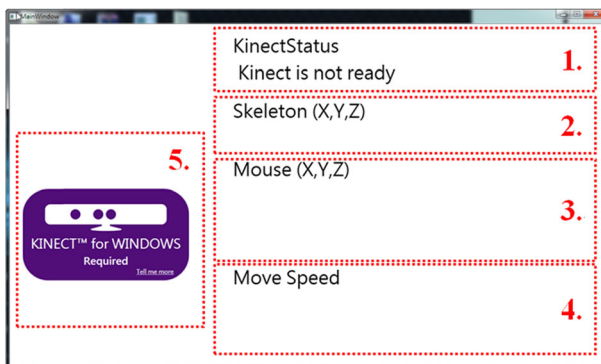 MainWindow
KinectStatus
Kinect is not ready
1.
Skeleton (X,Y,Z)
2.
Mouse (X,Y,Z)
3.
Move Speed
4.
5.
KINECT™ for WINDOWS
Required
Tell me more